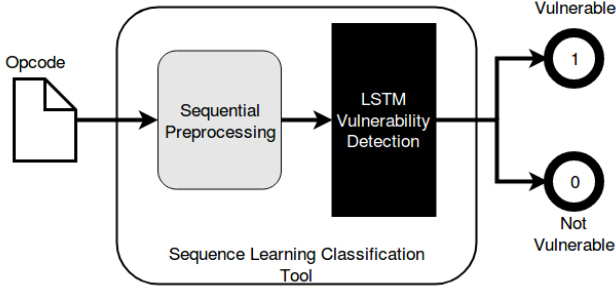 Vulnerable
Opcode
1
Sequential
Preprocessing
LSTM
Vulnerability
Detection
0
Not
Vulnerable
Sequence Learning Classification
Tool